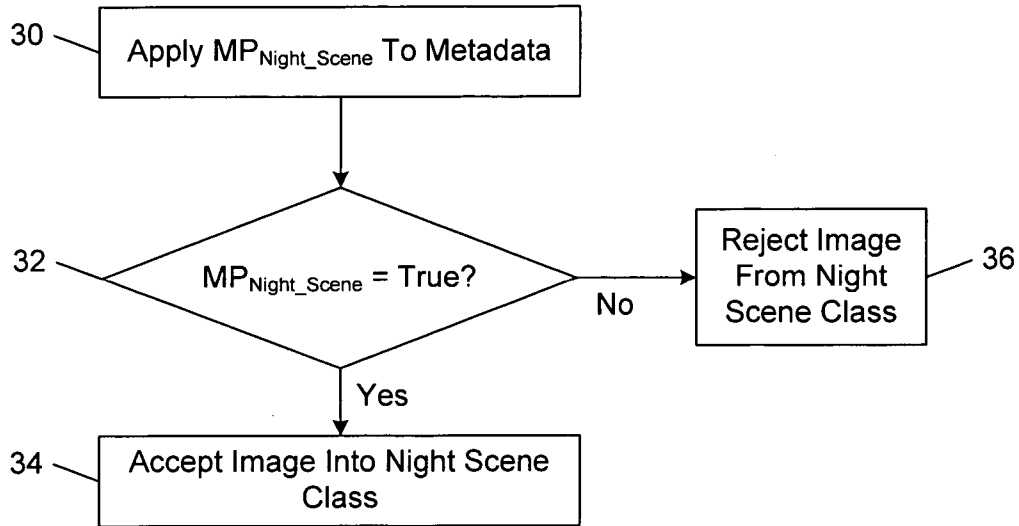 30
Apply MPNight_Scene To Metadata
32
MPNight_Scene = True?
No
Reject Image
From Night
Scene Class
36
Yes
34
Accept Image Into Night Scene
Class